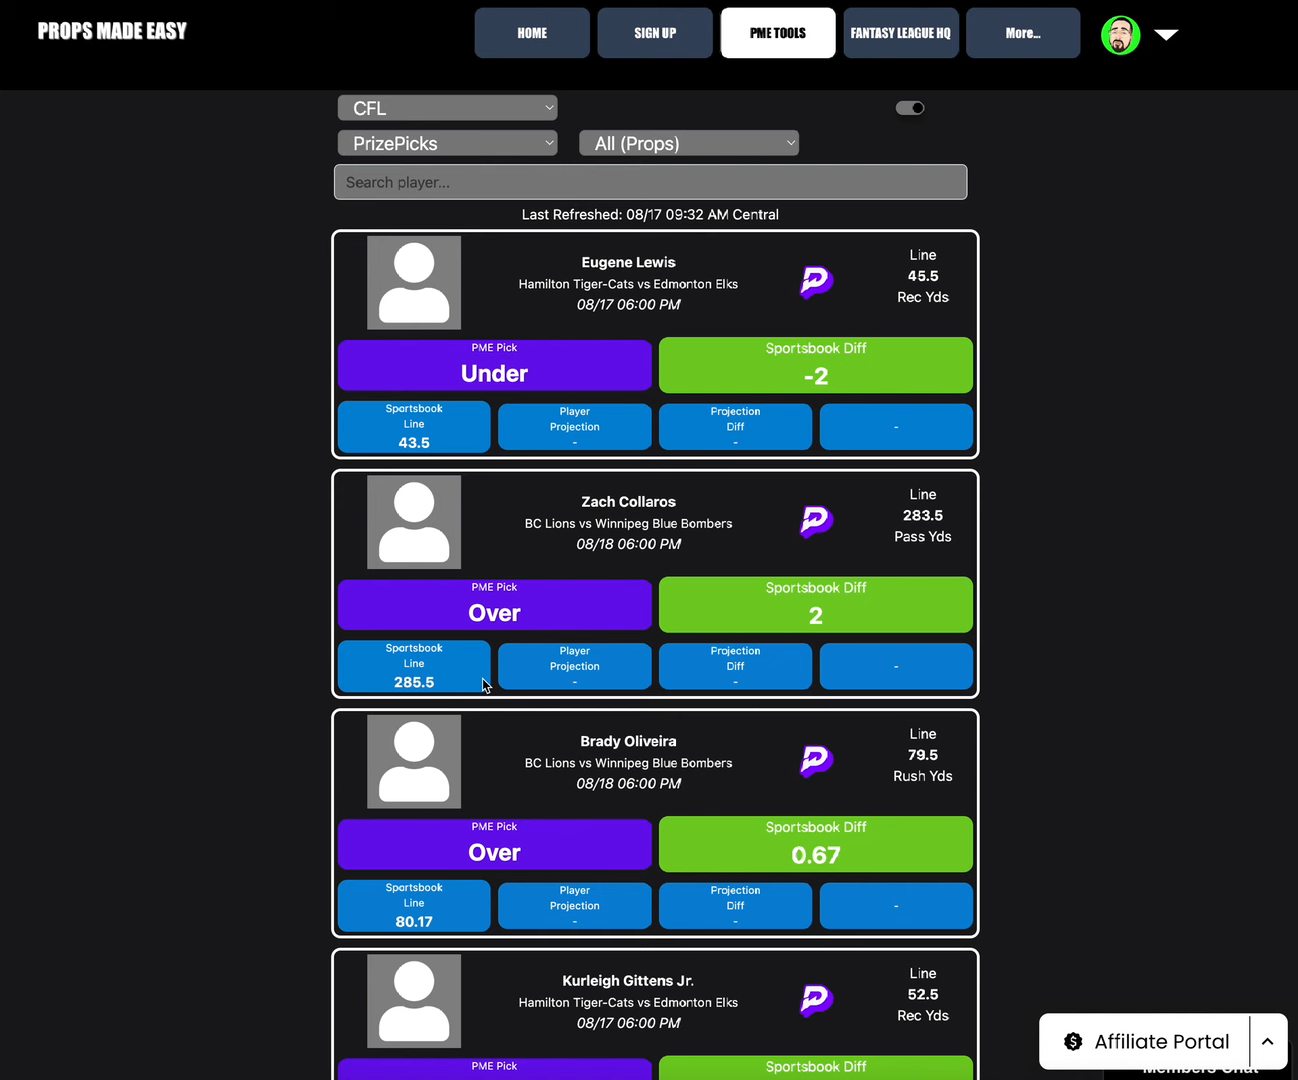 PROPS MADE EASY
HOME
SIGN UP
PME TOOLS
FANTASY LEAGUE HQ
More...
CFL
PrizePicks
All (Props)
Search player...
Last Refreshed: 08/17 09:32 AM Central
Eugene Lewis
Hamilton Tiger-Cats vs Edmonton Elks
08/17 06:00 PM
Line
45.5
Rec Yds
PME Pick
Under
Sportsbook Diff
-2
Sportsbook
Line
43.5
Player
Projection
-
Projection
Diff
-
-
Zach Collaros
BC Lions vs Winnipeg Blue Bombers
08/18 06:00 PM
Line
283.5
Pass Yds
PME Pick
Over
Sportsbook Diff
2
Sportsbook
Line
285.5
Player
Projection
-
Projection
Diff
-
-
Brady Oliveira
BC Lions vs Winnipeg Blue Bombers
08/18 06:00 PM
Line
79.5
Rush Yds
PME Pick
Over
Sportsbook Diff
0.67
Sportsbook
Line
80.17
Player
Projection
-
Projection
Diff
-
-
Kurleigh Gittens Jr.
Hamilton Tiger-Cats vs Edmonton Elks
08/17 06:00 PM
Line
52.5
Rec Yds
PME Pick
Sportsbook Diff
Affiliate Portal
Members Chat